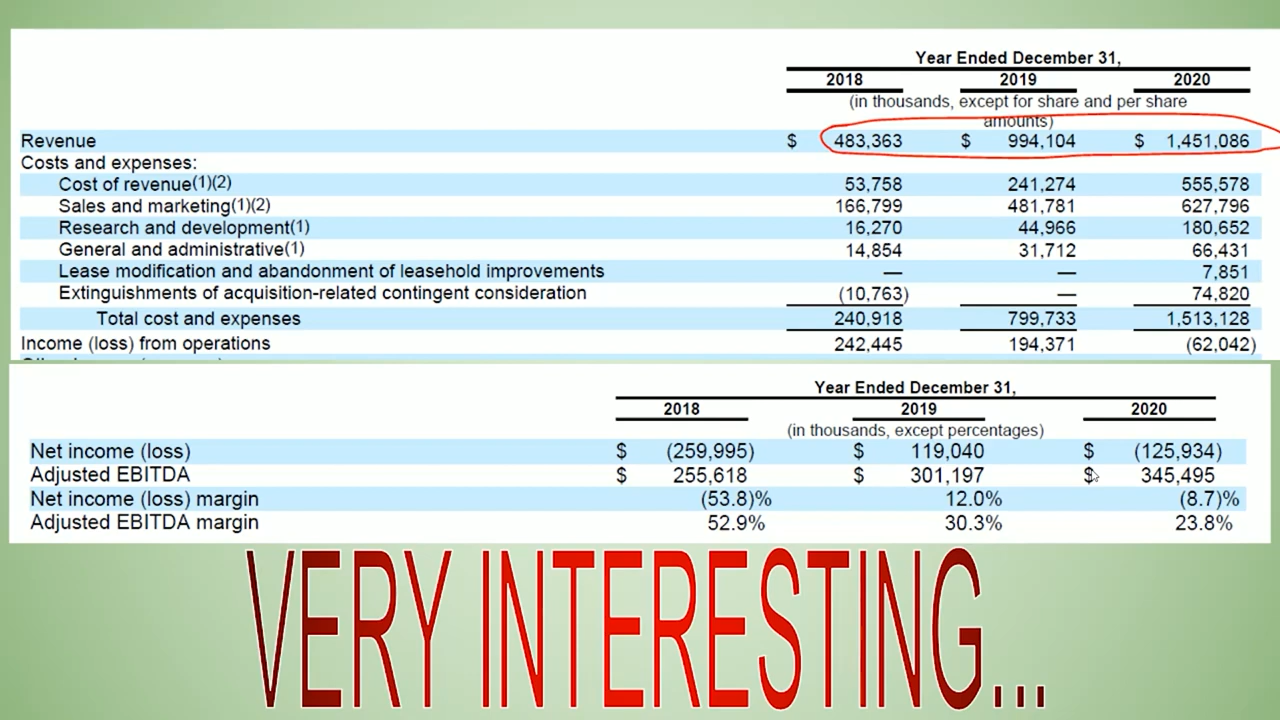 Year Ended December 31,
2018 2019 2020
(in thousands, except for share and per share
amounts)
Revenue $ 483,363 $ 994,104 $ 1,451,086
Costs and expenses:
Cost of revenue(1)(2) 53,758 241,274 555,578
Sales and marketing(1)(2) 166,799 481,781 627,796
Research and development(1) 16,270 44,966 180,652
General and administrative(1) 14,854 31,712 66,431
Lease modification and abandonment of leasehold improvements — — 7,851
Extinguishments of acquisition-related contingent consideration (10,763) — 74,820
Total cost and expenses 240,918 799,733 1,513,128
Income (loss) from operations 242,445 194,371 (62,042)
Year Ended December 31,
2018 2019 2020
(in thousands, except percentages)
Net income (loss) $ (259,995) $ 119,040 $ (125,934)
Adjusted EBITDA $ 255,618 $ 301,197 $ 345,495
Net income (loss) margin (53.8)% 12.0% (8.7)%
Adjusted EBITDA margin 52.9% 30.3% 23.8%
VERY INTERESTING...